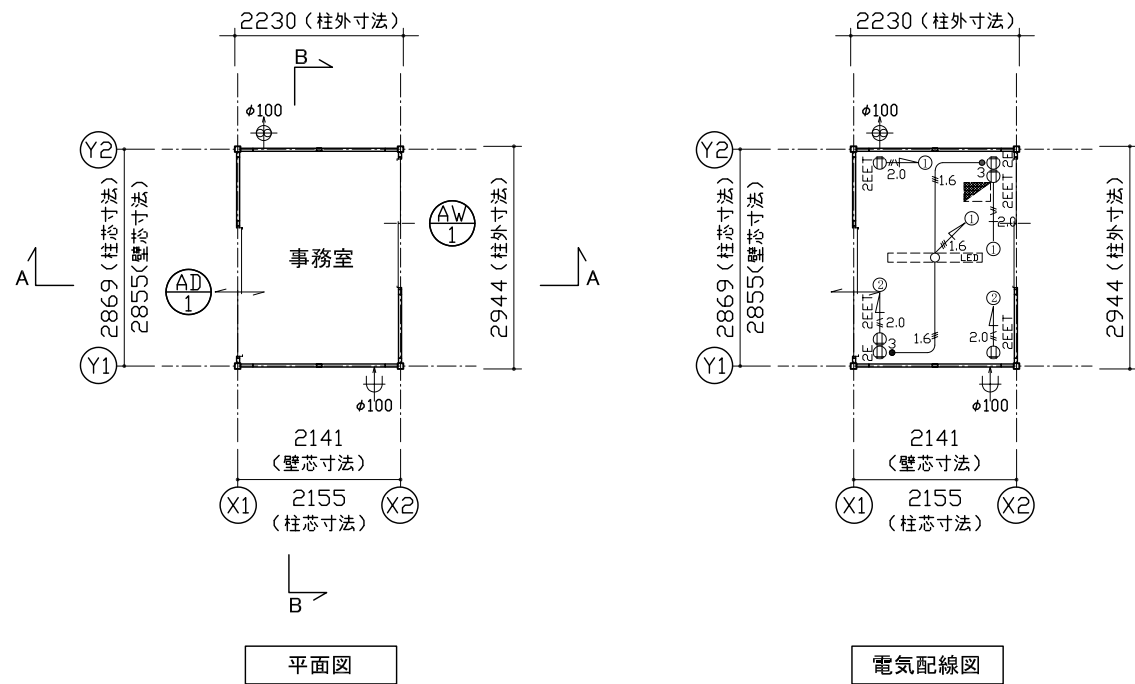 2230(柱外寸法)
B
φ100
Y2
2869(柱芯寸法)
2855(壁芯寸法)
AW
1
事務室
A
A
AD
1
2944(柱外寸法)
Y1
φ100
2141
(壁芯寸法)
X1
2155
X2
(柱芯寸法)
B
平面図
2230(柱外寸法)
φ100
Y2
2869(柱芯寸法)
2855(壁芯寸法)
2EET
2.0
1
1.6
3
2E
2EET
2.0
1
1
1.6
LED
2
2EET
2.0
2E
3
1.6
2
2.0
2EET
2944(柱外寸法)
Y1
φ100
2141
(壁芯寸法)
X1
2155
X2
(柱芯寸法)
電気配線図